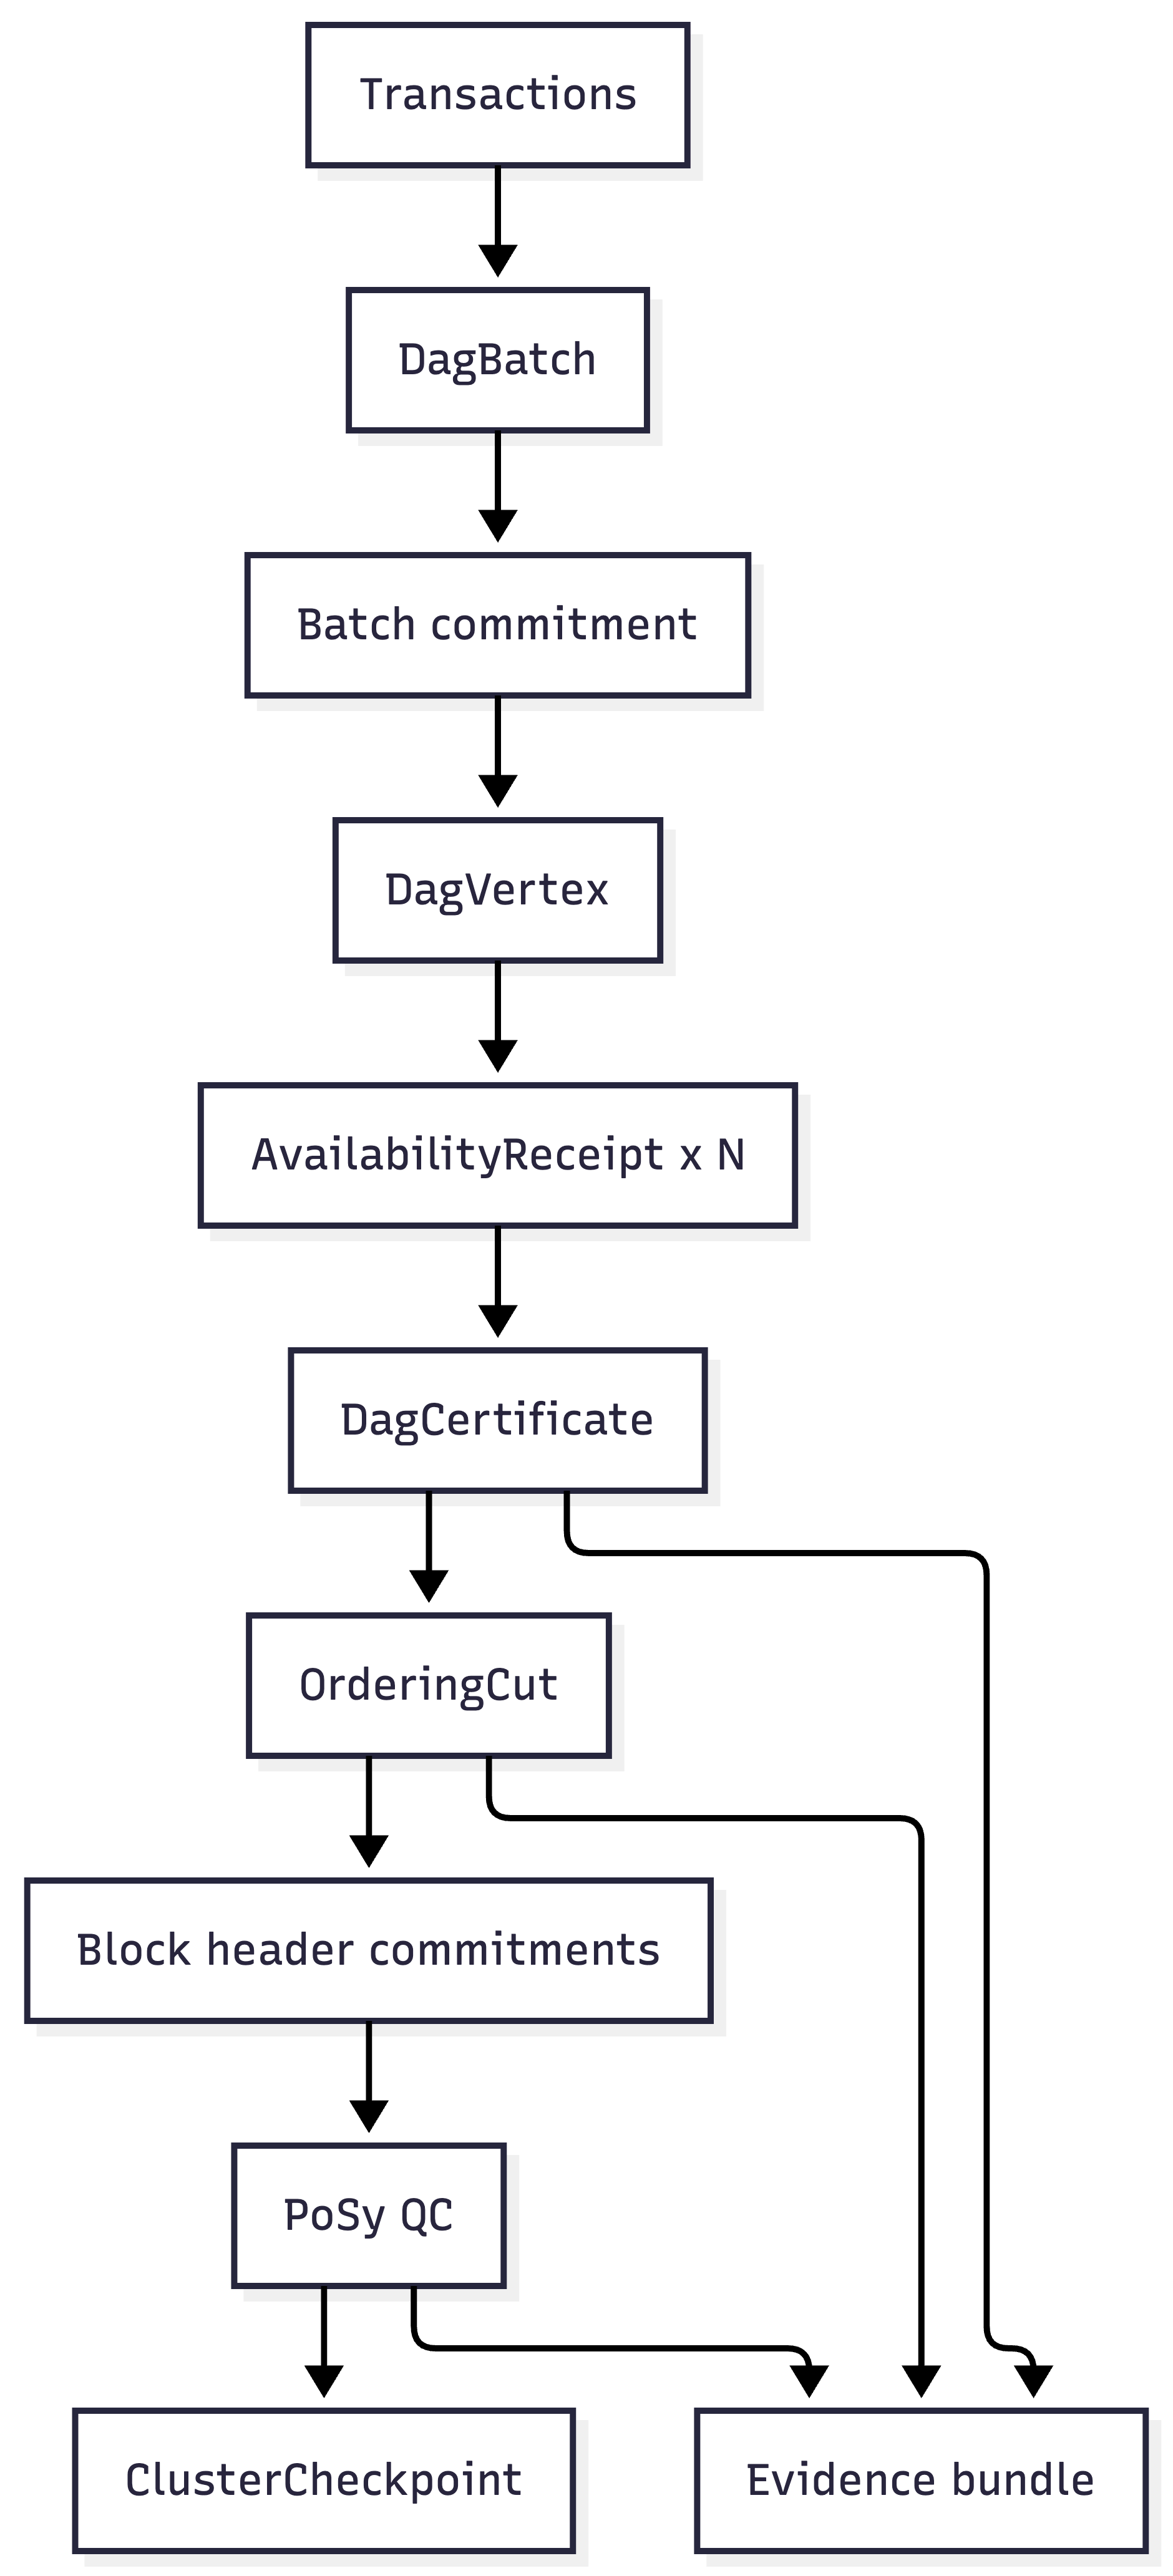 Transactions
DagBatch
Batch commitment
DagVertex
AvailabilityReceipt x N
DagCertificate
OrderingCut
Block header commitments
PoSy QC
ClusterCheckpoint
Evidence bundle